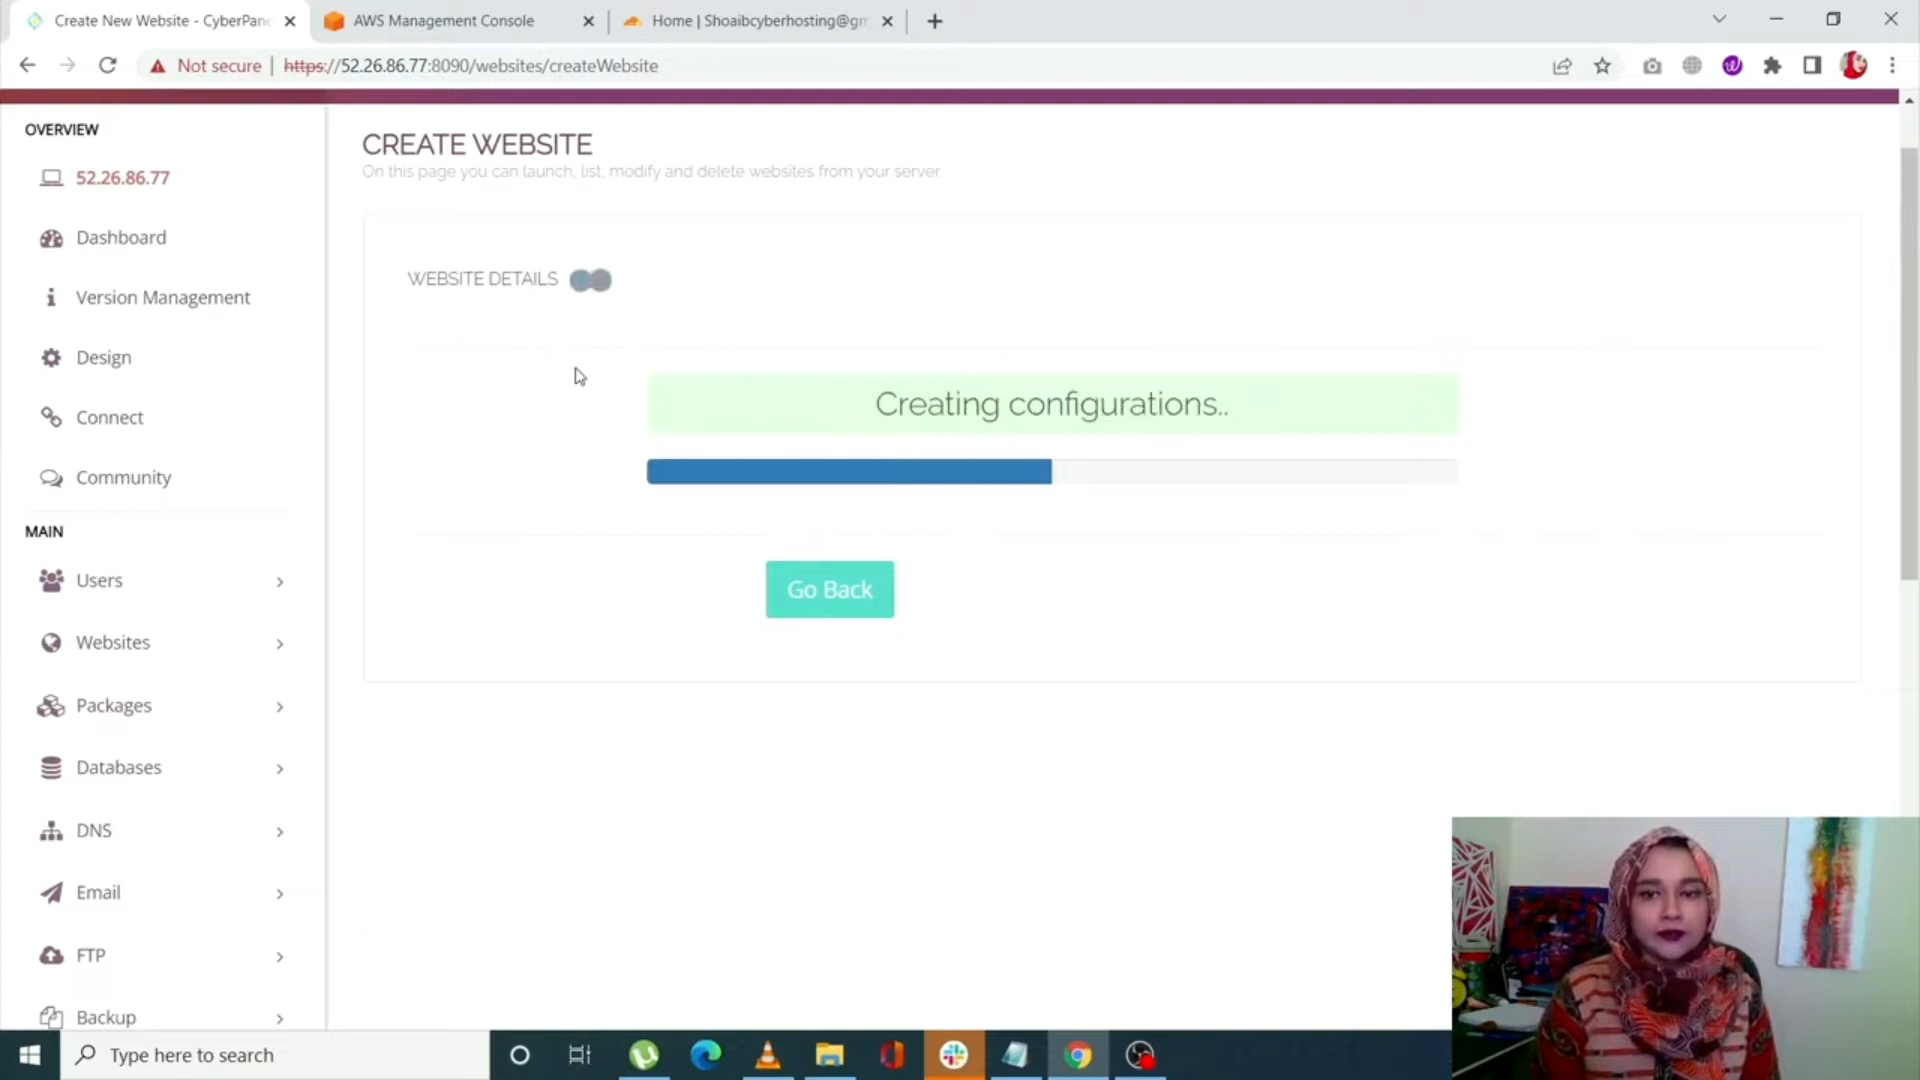 Create New Website - CyberPane
AWS Management Console
Home | Shoaibcyberhosting@gm
Not secure
https://52.26.86.77:8090/websites/createWebsite
OVERVIEW
52.26.86.77
Dashboard
Version Management
Design
Connect
Community
MAIN
Users
Websites
Packages
Databases
DNS
Email
FTP
Backup
CREATE WEBSITE
On this page you can launch, list, modify and delete websites from your server.
WEBSITE DETAILS
Creating configurations..
Go Back
Type here to search